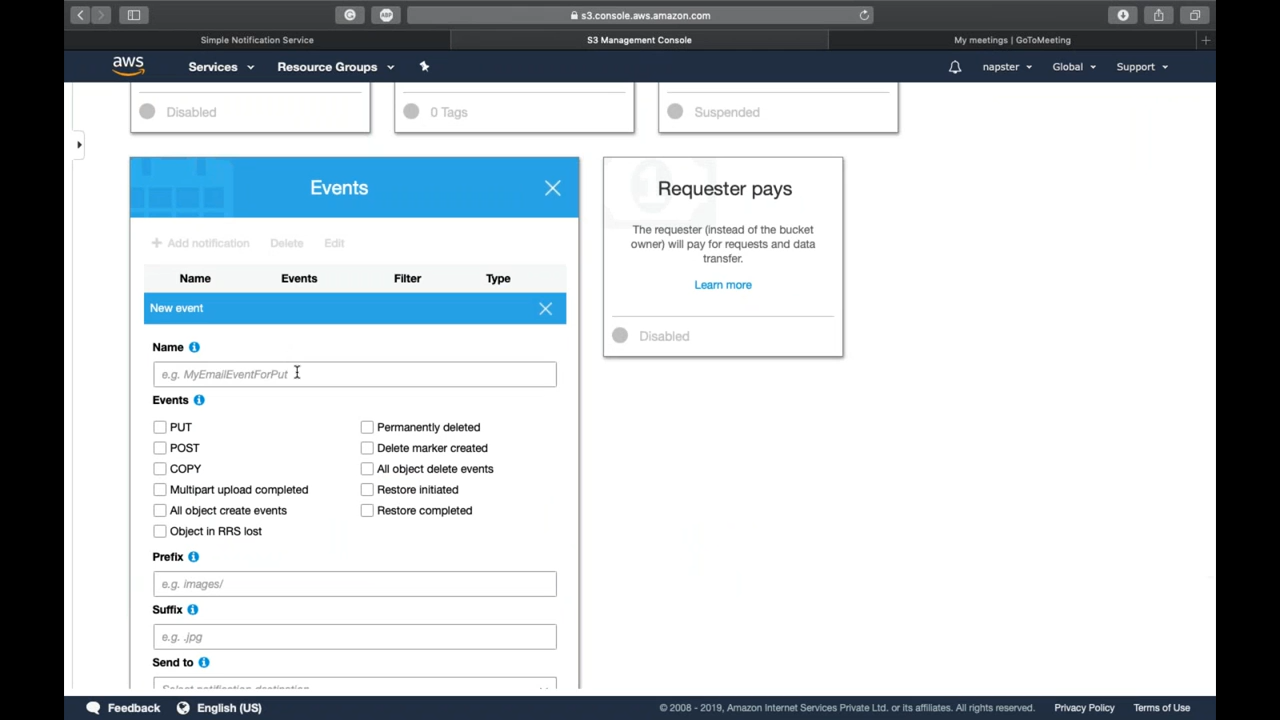 s3.console.aws.amazon.com
Simple Notification Service
S3 Management Console
My meetings | GoToMeeting
aws
Services
Resource Groups
napster
Global
Support
Disabled
0 Tags
Suspended
Events
Add notification
Delete
Edit
Name
Events
Filter
Type
New event
Name
e.g. MyEmailEventForPut
Events
PUT
Permanently deleted
POST
Delete marker created
COPY
All object delete events
Multipart upload completed
Restore initiated
All object create events
Restore completed
Object in RRS lost
Prefix
e.g. images/
Suffix
e.g. .jpg
Send to
Select notification destination
Requester pays
The requester (instead of the bucket
owner) will pay for requests and data
transfer.
Learn more
Disabled
Feedback
English (US)
© 2008 - 2019, Amazon Internet Services Private Ltd. or its affiliates. All rights reserved.
Privacy Policy
Terms of Use